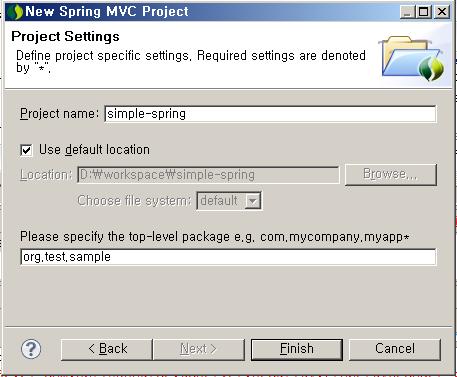 New Spring MVC Project
Project Settings
Define project specific settings. Required settings are denoted
by "*".
Project name: simple-spring
Use default location
Location: D:₩workspace₩simple-spring Browse...
Choose file system: default
Please specify the top-level package e.g. com.mycompany.myapp*
org.test.sample
? < Back Next > Finish Cancel